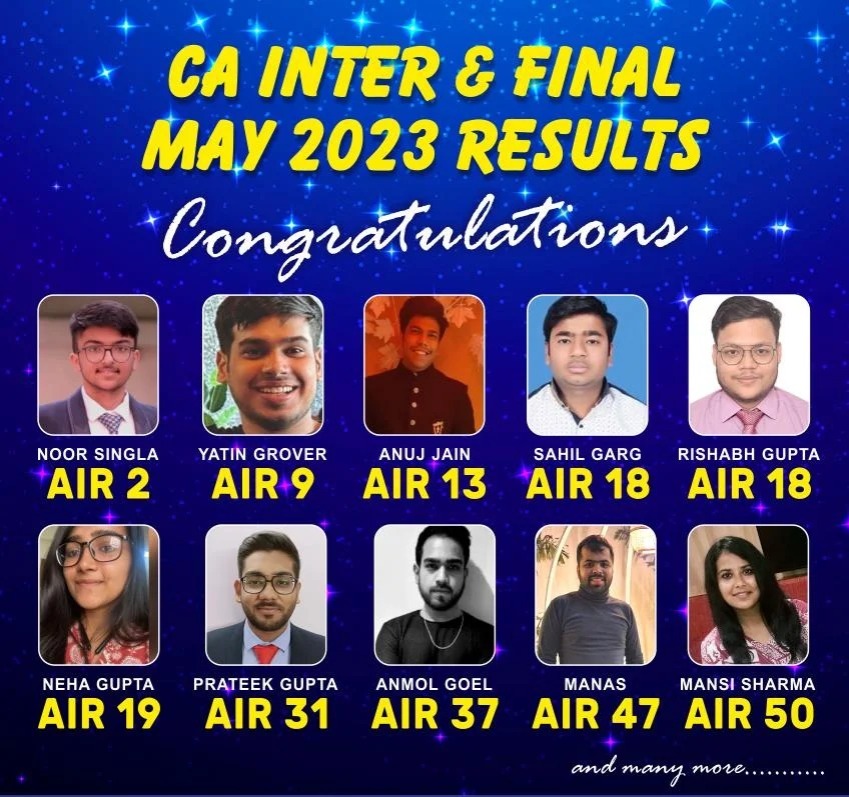 CA INTER & FINAL
MAY 2023 RESULTS
Congratulations
NOOR SINGLA
AIR 2
YATIN GROVER
AIR 9
ANUJ JAIN
AIR 13
SAHIL GARG
AIR 18
RISHABH GUPTA
AIR 18
NEHA GUPTA
AIR 19
PRATEEK GUPTA
AIR 31
ANMOL GOEL
AIR 37
MANAS
AIR 47
MANSI SHARMA
AIR 50
and many more...........